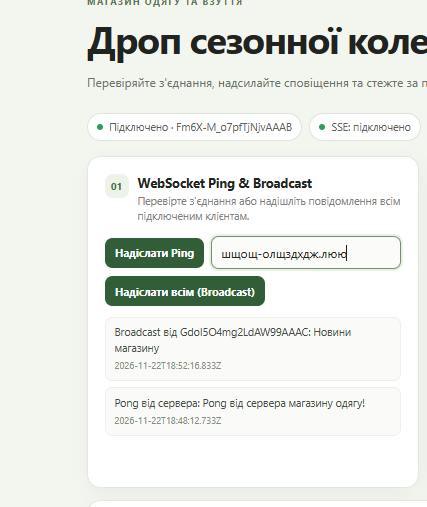 МАГАЗИН ОДЯГУ ТА ВЗУТТЯ
Дроп сезонної коле
Перевіряйте з'єднання, надсилайте сповіщення та стежте за п
Підключено · Fm6X-M_o7pfTjNjvAAAB
SSE: підключено
01
WebSocket Ping & Broadcast
Перевірте з'єднання або надішліть повідомлення всім
підключеним клієнтам.
Надіслати Ping
шщощ-олщздхдж.люю
Надіслати всім (Broadcast)
Broadcast від GdoI5O4mg2LdAW99AAAC: Новини
магазину
2026-11-22T18:52:16.833Z
Pong від сервера: Pong від сервера магазину одягу!
2026-11-22T18:48:12.733Z